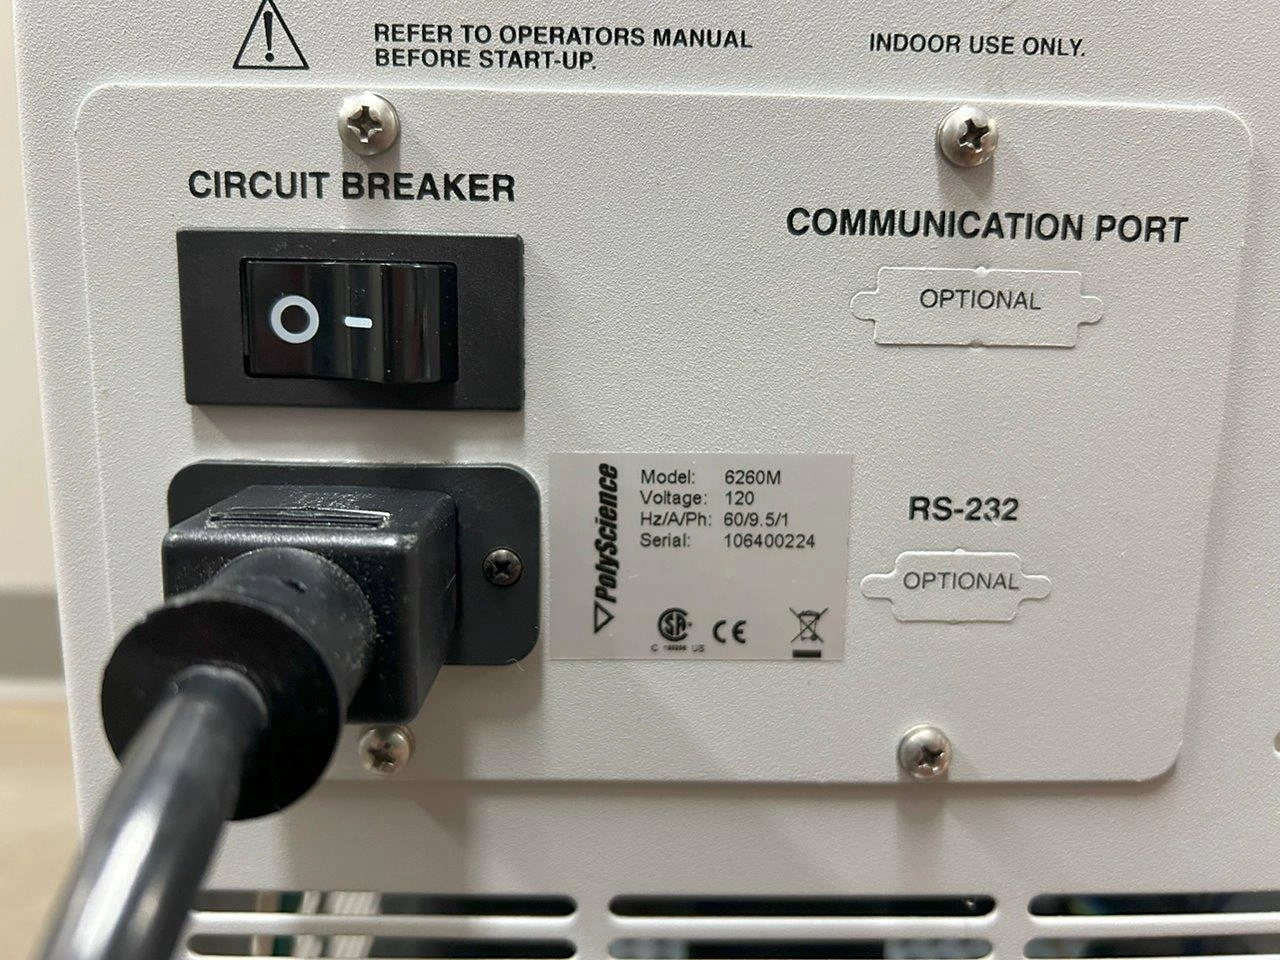 REFER TO OPERATORS MANUAL
BEFORE START-UP.
INDOOR USE ONLY.
CIRCUIT BREAKER
COMMUNICATION PORT
OPTIONAL
PolyScience
Model: 6260M
Voltage: 120
Hz/A/Ph: 60/9.5/1
Serial: 106400224
C US
CE
RS-232
OPTIONAL